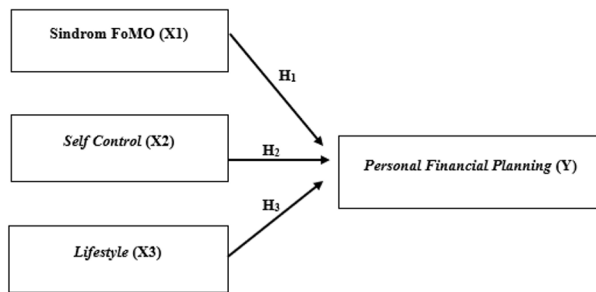 Sindrom FoMO (X1)
H1
Self Control (X2)
H2
Personal Financial Planning (Y)
H3
Lifestyle (X3)